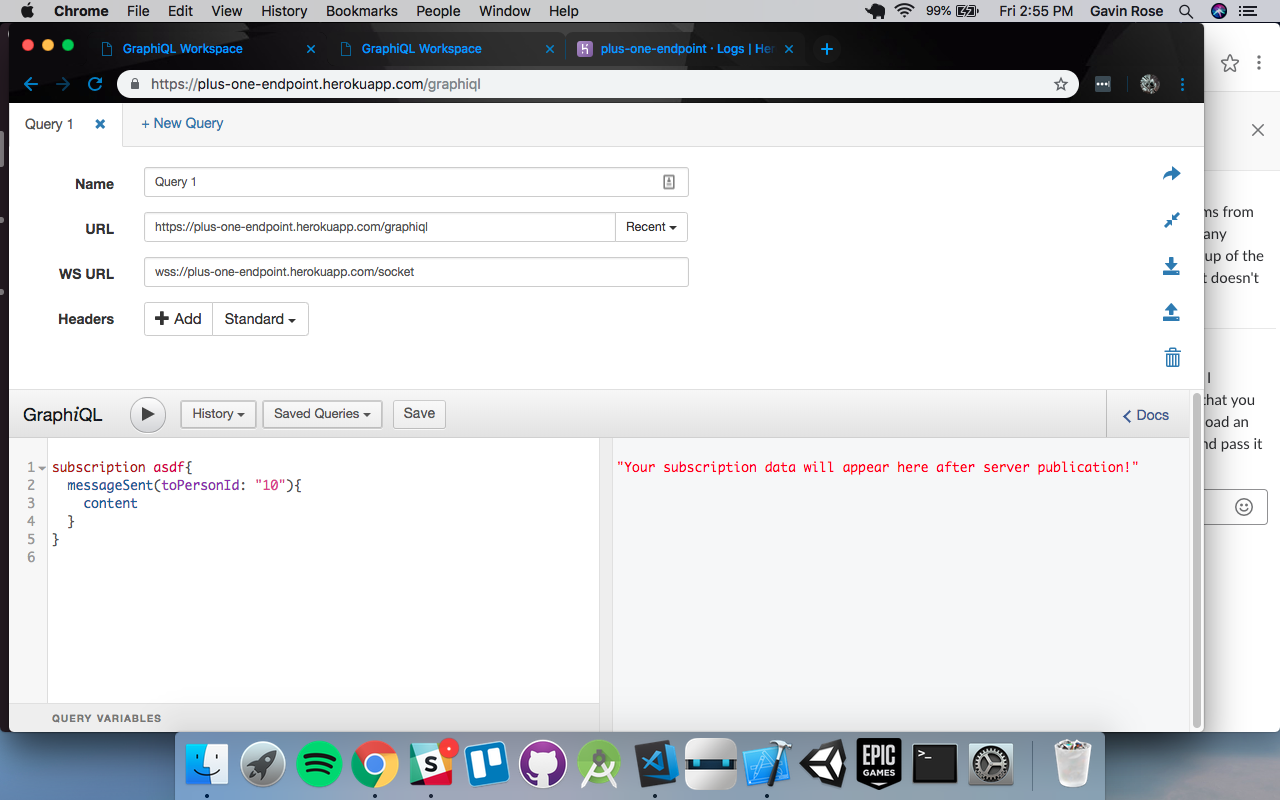 Chrome File Edit View History Bookmarks People Window Help 99% Fri 2:55 PM Gavin Rose
GraphiQL Workspace GraphiQL Workspace plus-one-endpoint · Logs | Her
https://plus-one-endpoint.herokuapp.com/graphiql
Query 1 + New Query
Name Query 1
URL https://plus-one-endpoint.herokuapp.com/graphiql Recent
WS URL wss://plus-one-endpoint.herokuapp.com/socket
Headers Add Standard
GraphiQL History Saved Queries Save Docs
1 subscription asdf{
2 messageSent(toPersonId: "10"){
3 content
4 }
5 }
6
"Your subscription data will appear here after server publication!"
QUERY VARIABLES
from
any
up of the
doesn't
I
that you
oad an
nd pass it
S
EPIC
GAMES
>_